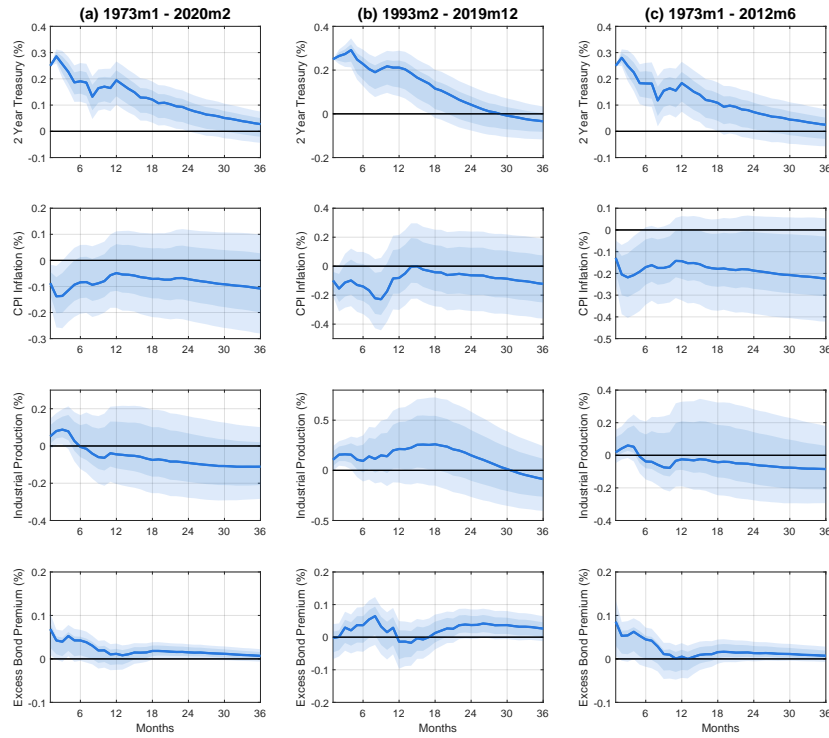 (a) 1973m1 - 2020m2
(b) 1993m2 - 2019m12
(c) 1973m1 - 2012m6
2 Year Treasury (%)
0.4
0.3
0.2
0.1
0
-0.1
6 12 18 24 30 36
2 Year Treasury (%)
0.4
0.2
0
-0.2
6 12 18 24 30 36
2 Year Treasury (%)
0.4
0.3
0.2
0.1
0
-0.1
6 12 18 24 30 36
CPI Inflation (%)
0.2
0.1
0
-0.1
-0.2
-0.3
6 12 18 24 30 36
CPI Inflation (%)
0.4
0.2
0
-0.2
-0.4
6 12 18 24 30 36
CPI Inflation (%)
0.1
0
-0.1
-0.2
-0.3
-0.4
-0.5
6 12 18 24 30 36
Industrial Production (%)
0.2
0
-0.2
-0.4
6 12 18 24 30 36
Industrial Production (%)
0.5
0
-0.5
6 12 18 24 30 36
Industrial Production (%)
0.4
0.2
0
-0.2
-0.4
6 12 18 24 30 36
Excess Bond Premium (%)
0.2
0.1
0
-0.1
6 12 18 24 30 36
Months
Excess Bond Premium (%)
0.2
0.1
0
-0.1
-0.2
6 12 18 24 30 36
Months
Excess Bond Premium (%)
0.2
0.1
0
-0.1
6 12 18 24 30 36
Months